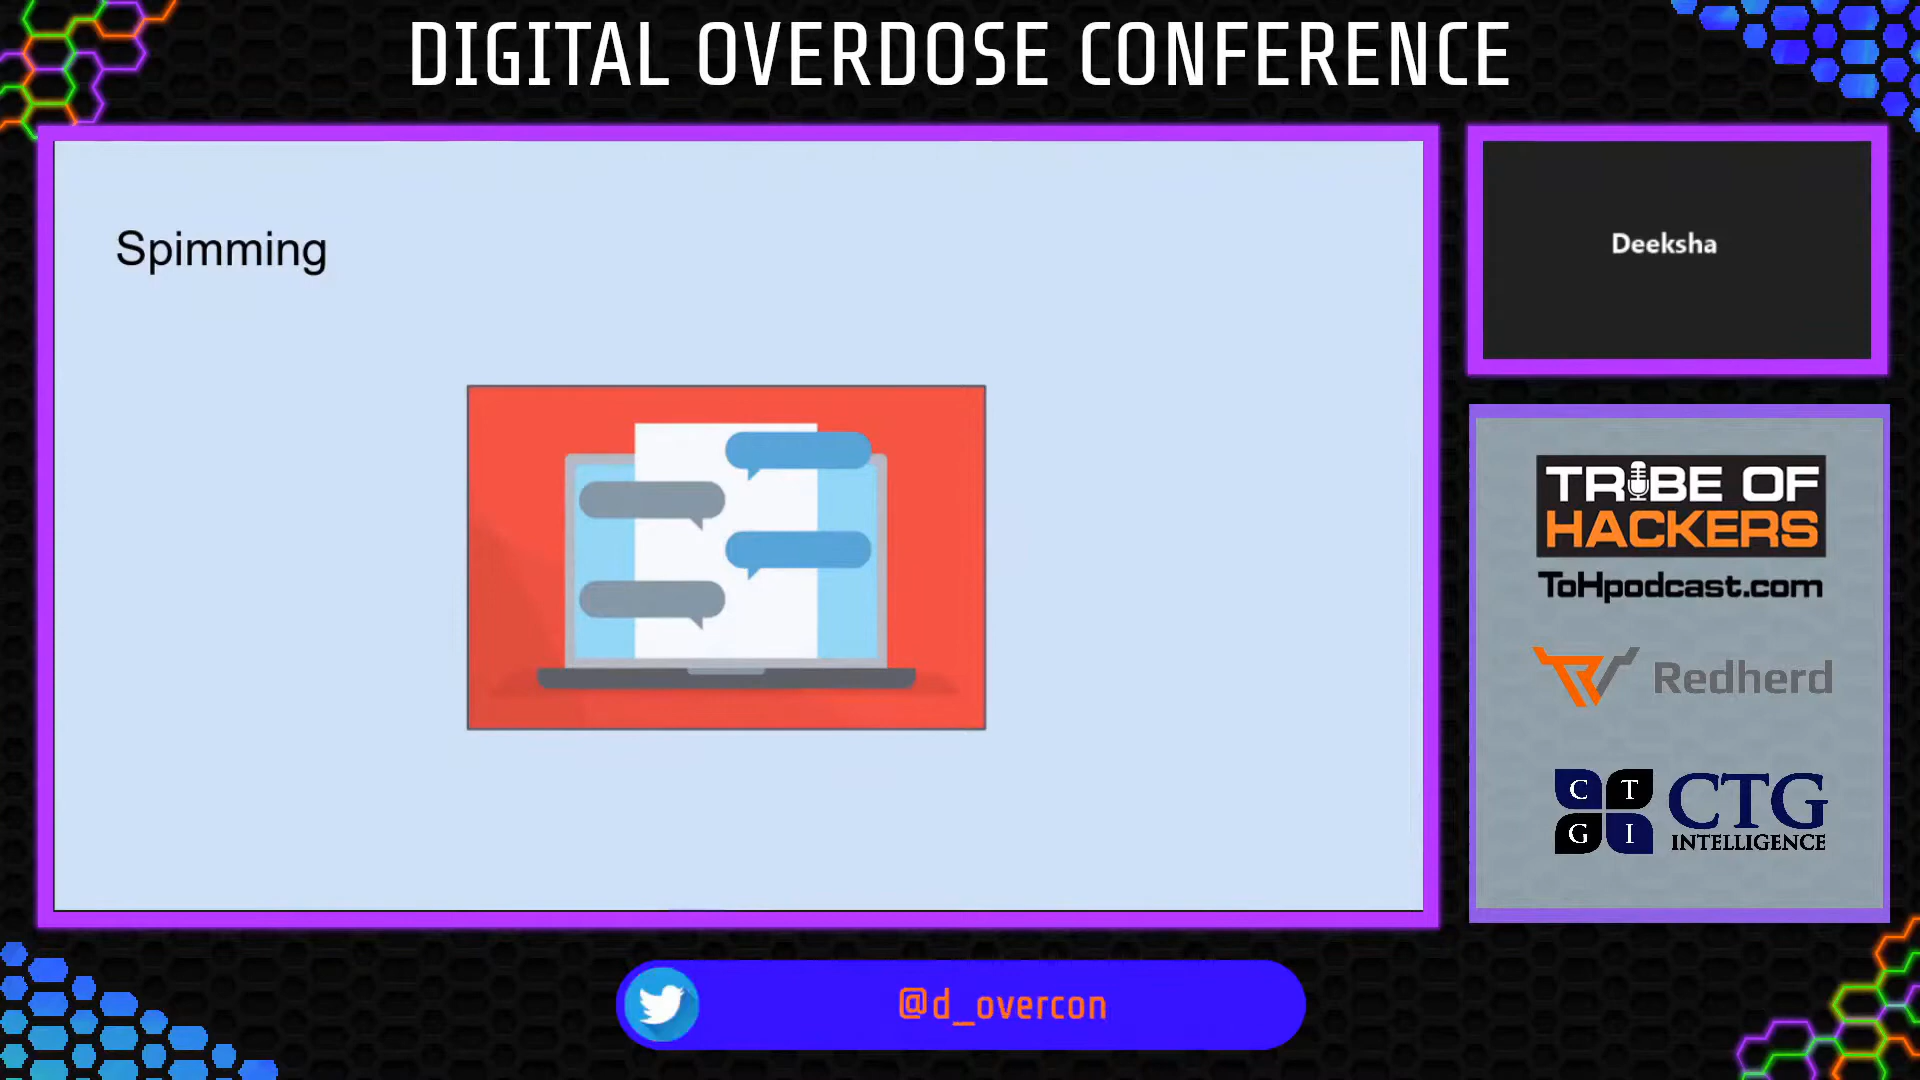 DIGITAL OVERDOSE CONFERENCE
Spimming
Deeksha
TRIBE OF
HACKERS
ToHpodcast.com
Redherd
C T
G I
CTG
INTELLIGENCE
@d_overcon